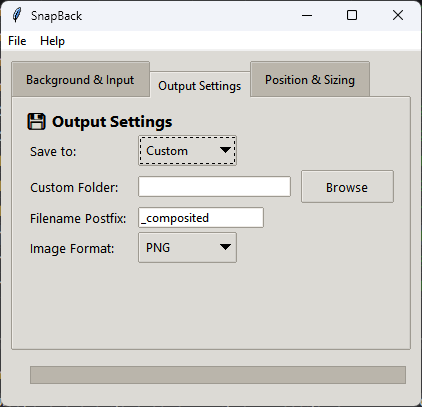 SnapBack
File Help
Background & Input Output Settings Position & Sizing
Output Settings
Save to: Custom
Custom Folder: Browse
Filename Postfix: _composited
Image Format: PNG